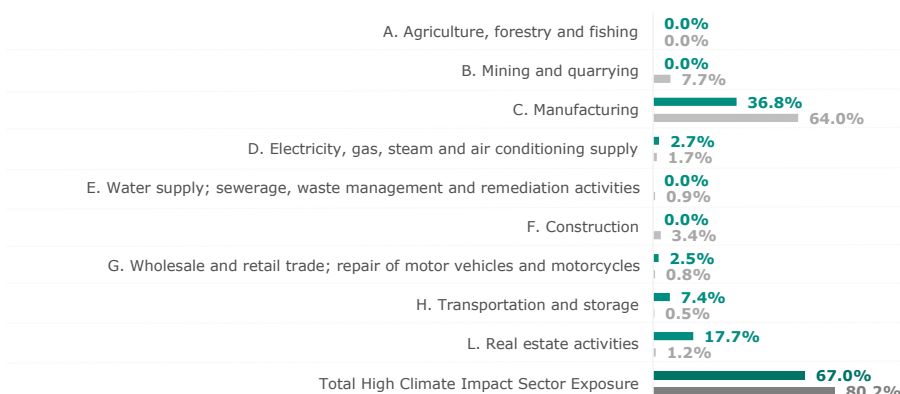 A. Agriculture, forestry and fishing 0.0%
0.0%
B. Mining and quarrying 0.0%
7.7%
C. Manufacturing 36.8%
64.0%
D. Electricity, gas, steam and air conditioning supply 2.7%
1.7%
E. Water supply; sewerage, waste management and remediation activities 0.0%
0.9%
F. Construction 0.0%
3.4%
G. Wholesale and retail trade; repair of motor vehicles and motorcycles 2.5%
0.8%
H. Transportation and storage 7.4%
0.5%
L. Real estate activities 17.7%
1.2%
Total High Climate Impact Sector Exposure 67.0%
80.2%